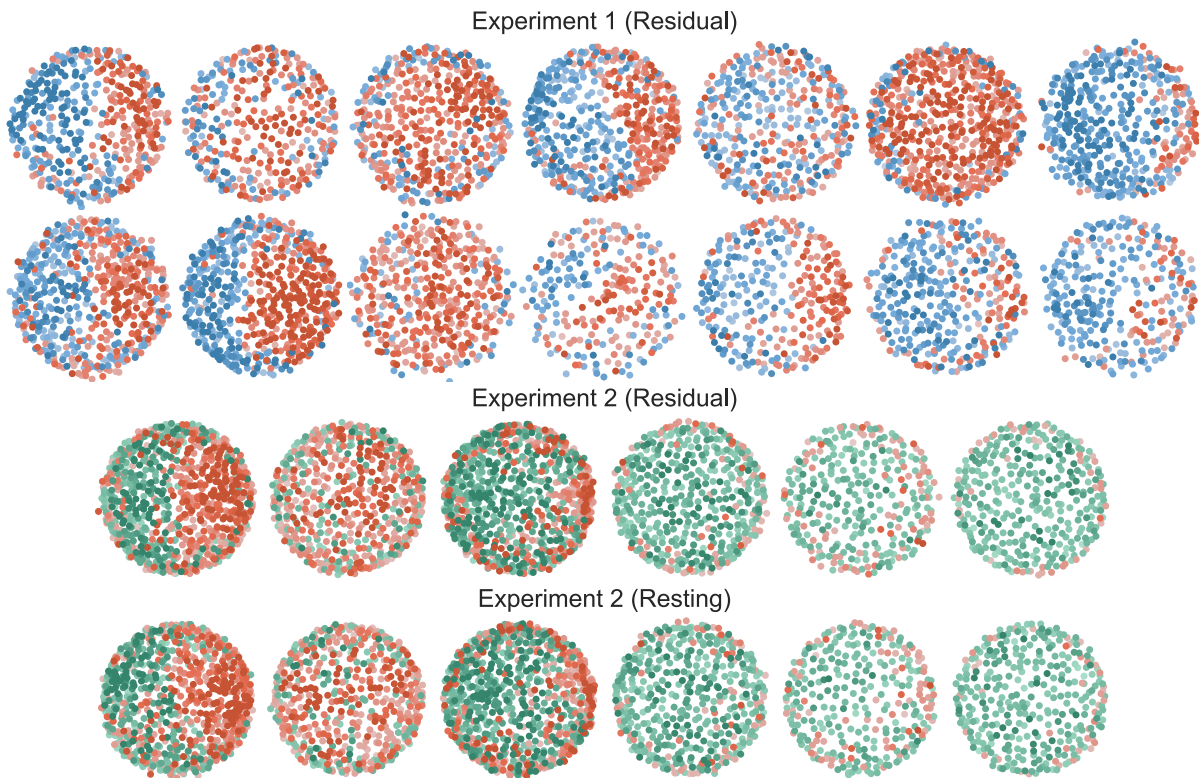 Experiment 1 (Residual)
Experiment 2 (Residual)
Experiment 2 (Resting)